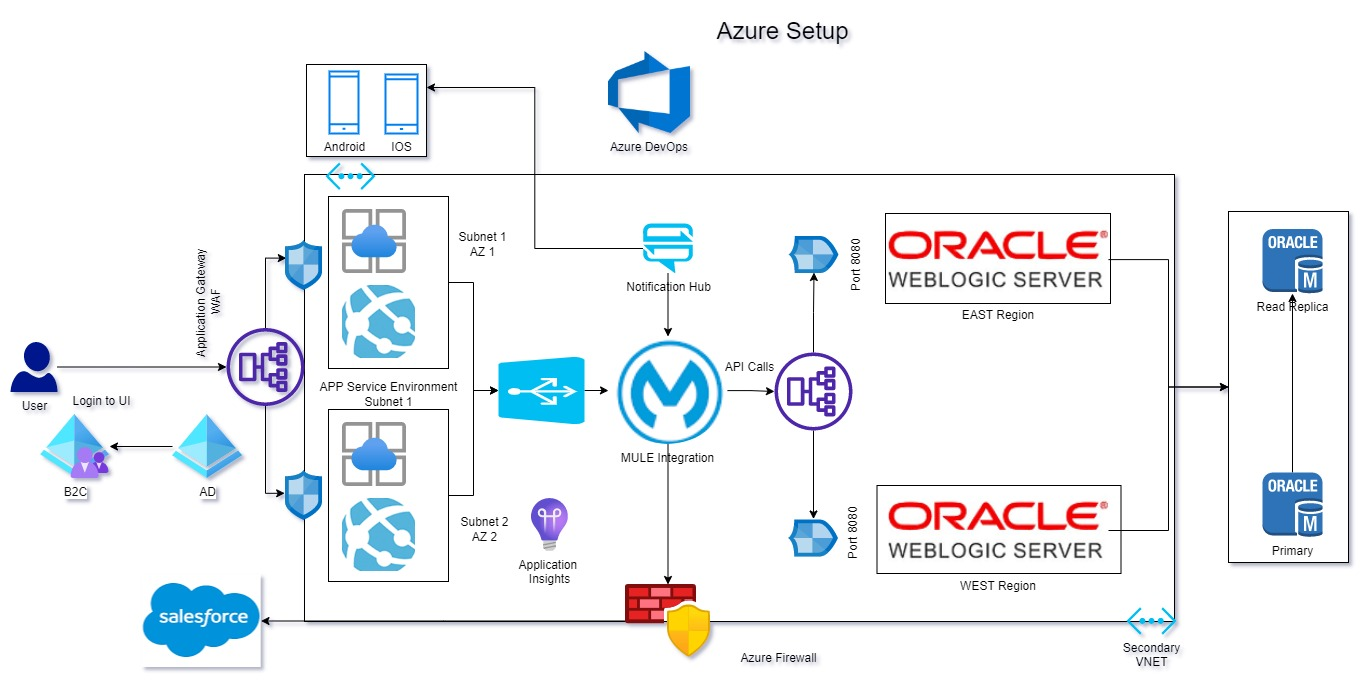 Azure Setup
Android
IOS
Azure DevOps
Application Gateway
WAF
Subnet 1
AZ 1
Notification Hub
Port 8080
ORACLE®
WEBLOGIC SERVER
EAST Region
ORACLE
M
Read Replica
User
Login to UI
B2C
AD
APP Service Environment
Subnet 1
API Calls
MULE Integration
Subnet 2
AZ 2
Application
Insights
Port 8080
ORACLE®
WEBLOGIC SERVER
WEST Region
ORACLE
M
Primary
salesforce
Azure Firewall
Secondary
VNET